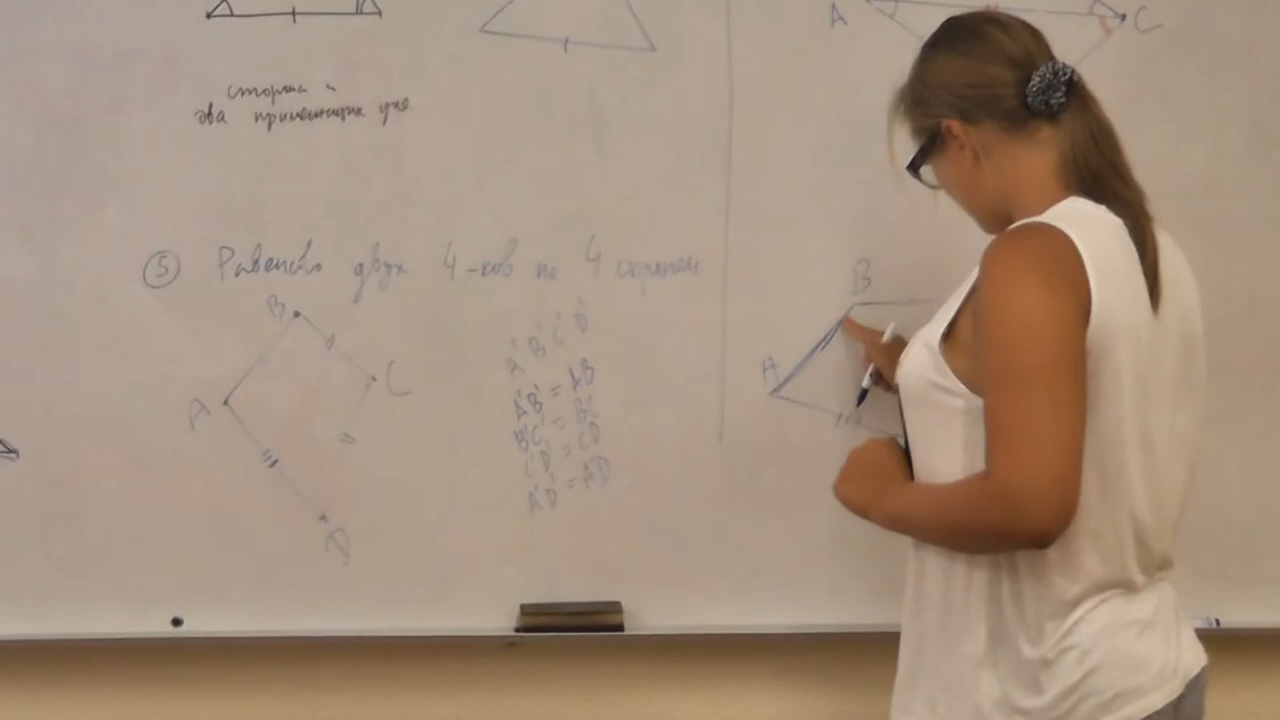 A C
сторона и
два прилежащих угла
⑤ Равенство двух 4-ков по 4 сторонам
B
A
C
D
A'B'C'D'
A'B' = AB
B'C' = BC
C'D' = CD
A'D' = AD
B
A